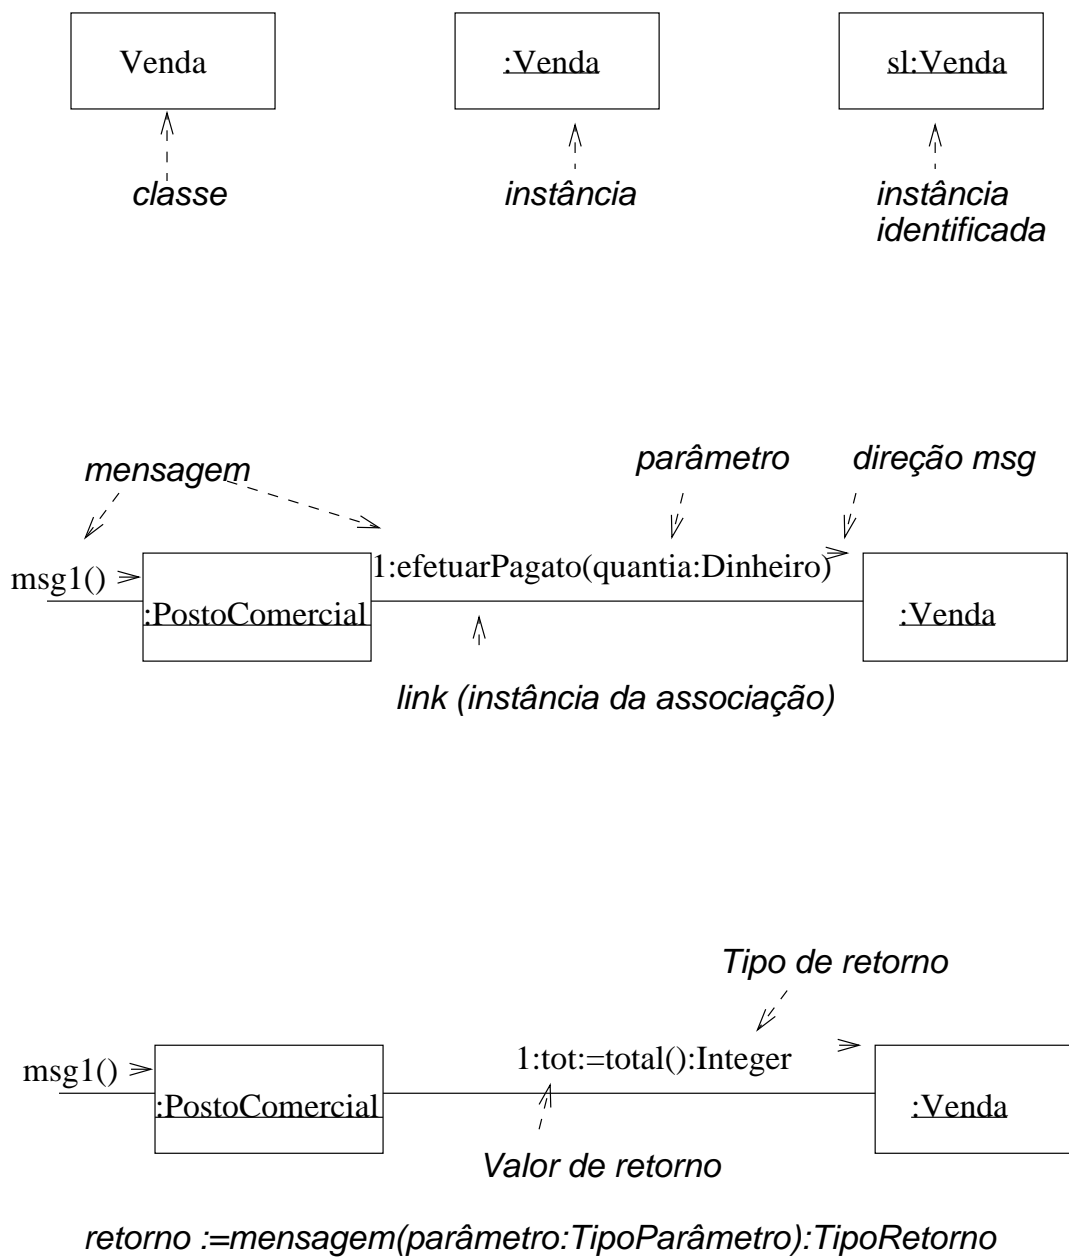 Venda
:Venda
sl:Venda
classe
instância
instância
identificada
mensagem
parâmetro
direção msg
msg1()
1:efetuarPagato(quantia:Dinheiro)
:PostoComercial
:Venda
link (instância da associação)
Tipo de retorno
msg1()
1:tot:=total():Integer
:PostoComercial
:Venda
Valor de retorno
retorno :=mensagem(parâmetro:TipoParâmetro):TipoRetorno